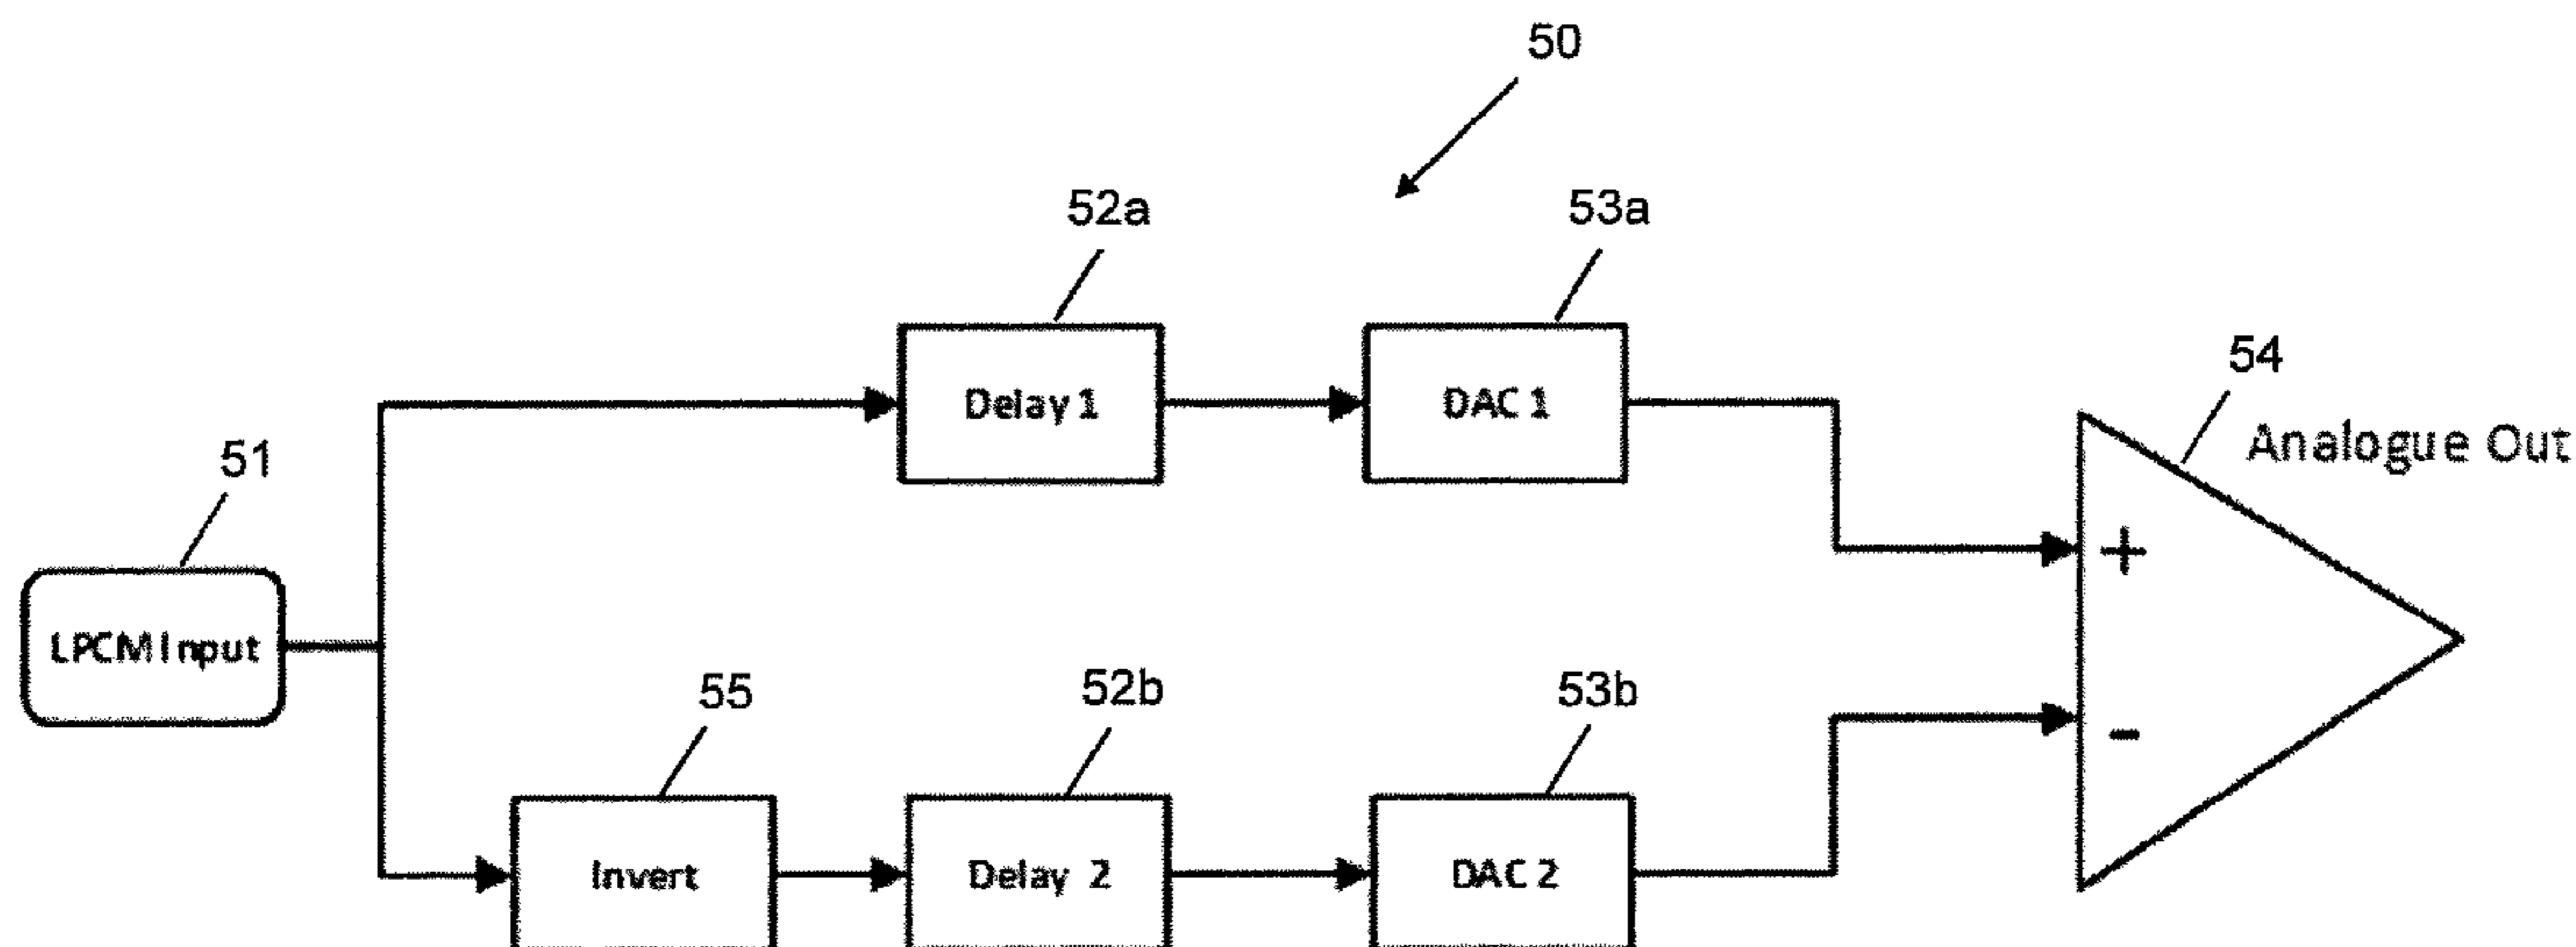 50
52a
53a
54
Delay 1
DAC 1
Analogue Out
51
+
LPCM Input
55
52b
53b
-
Invert
Delay 2
DAC 2